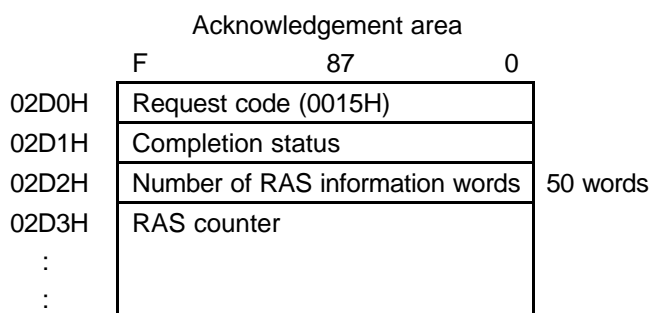 Acknowledgement area
F 87 0
02D0H Request code (0015H)
02D1H Completion status
02D2H Number of RAS information words 50 words
02D3H RAS counter
:
: